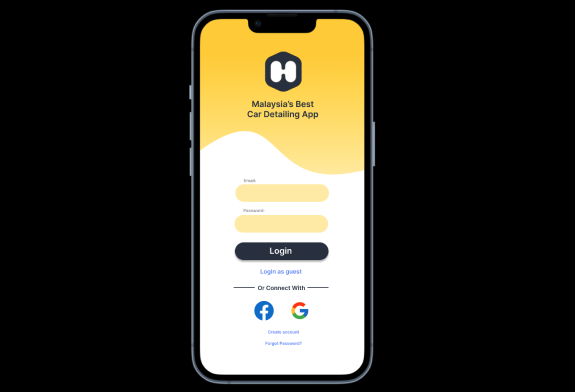 Malaysia's Best
Car Detailing App
Email
Password
Login
Login as guest
Or Connect With
Create account
Forgot Password?